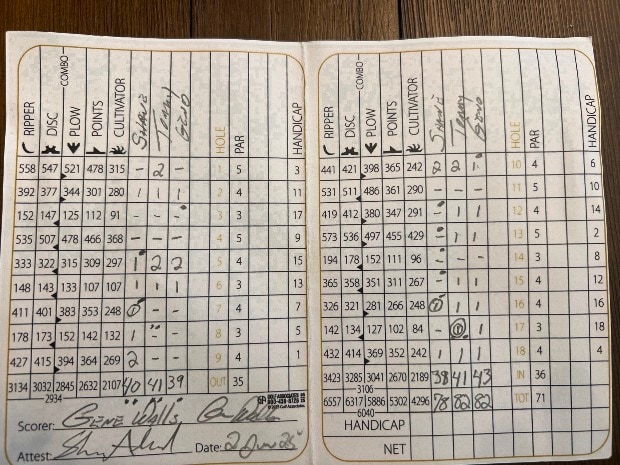 RIPPER DISC COMBO PLOW POINTS CULTIVATOR SHANE TERRY GENO HOLE PAR HANDICAP
558 547 521 478 315 - 2 - 1 5 3
392 377 344 301 280 1 1 1 2 4 11
152 147 125 112 91 - - - 3 3 17
535 507 478 466 368 - - - 4 5 9
333 322 315 309 297 1 2 2 5 4 15
148 143 133 107 107 1 1 1 6 3 13
411 401 383 353 248 1 - - 7 4 7
178 173 152 142 132 1 - - 8 3 5
427 415 394 364 269 2 - - 9 4 1
3134 3032 2845 2632 2107 40 41 39 OUT 35
2934
Scorer: GENE Walls,
Attest: Date: 2 Jun 25
RIPPER DISC COMBO PLOW POINTS CULTIVATOR SHANE TERRY GENO HOLE PAR HANDICAP
441 421 398 365 242 2 2 1 10 4 6
531 511 486 361 290 - - - 11 5 10
419 412 380 347 291 - 1 1 12 4 14
573 536 497 455 429 - 1 1 13 5 2
194 178 152 111 96 - - - 14 3 8
365 358 351 311 267 - 1 1 15 4 12
326 321 281 266 248 1 1 1 16 4 16
142 134 127 102 84 - 1 1 17 3 18
432 414 369 352 242 1 1 1 18 4 4
3423 3285 3041 2670 2189 38 41 43 IN 36
3106
6557 6317 5886 5302 4296 78 82 82 TOT 71
6040
HANDICAP
NET